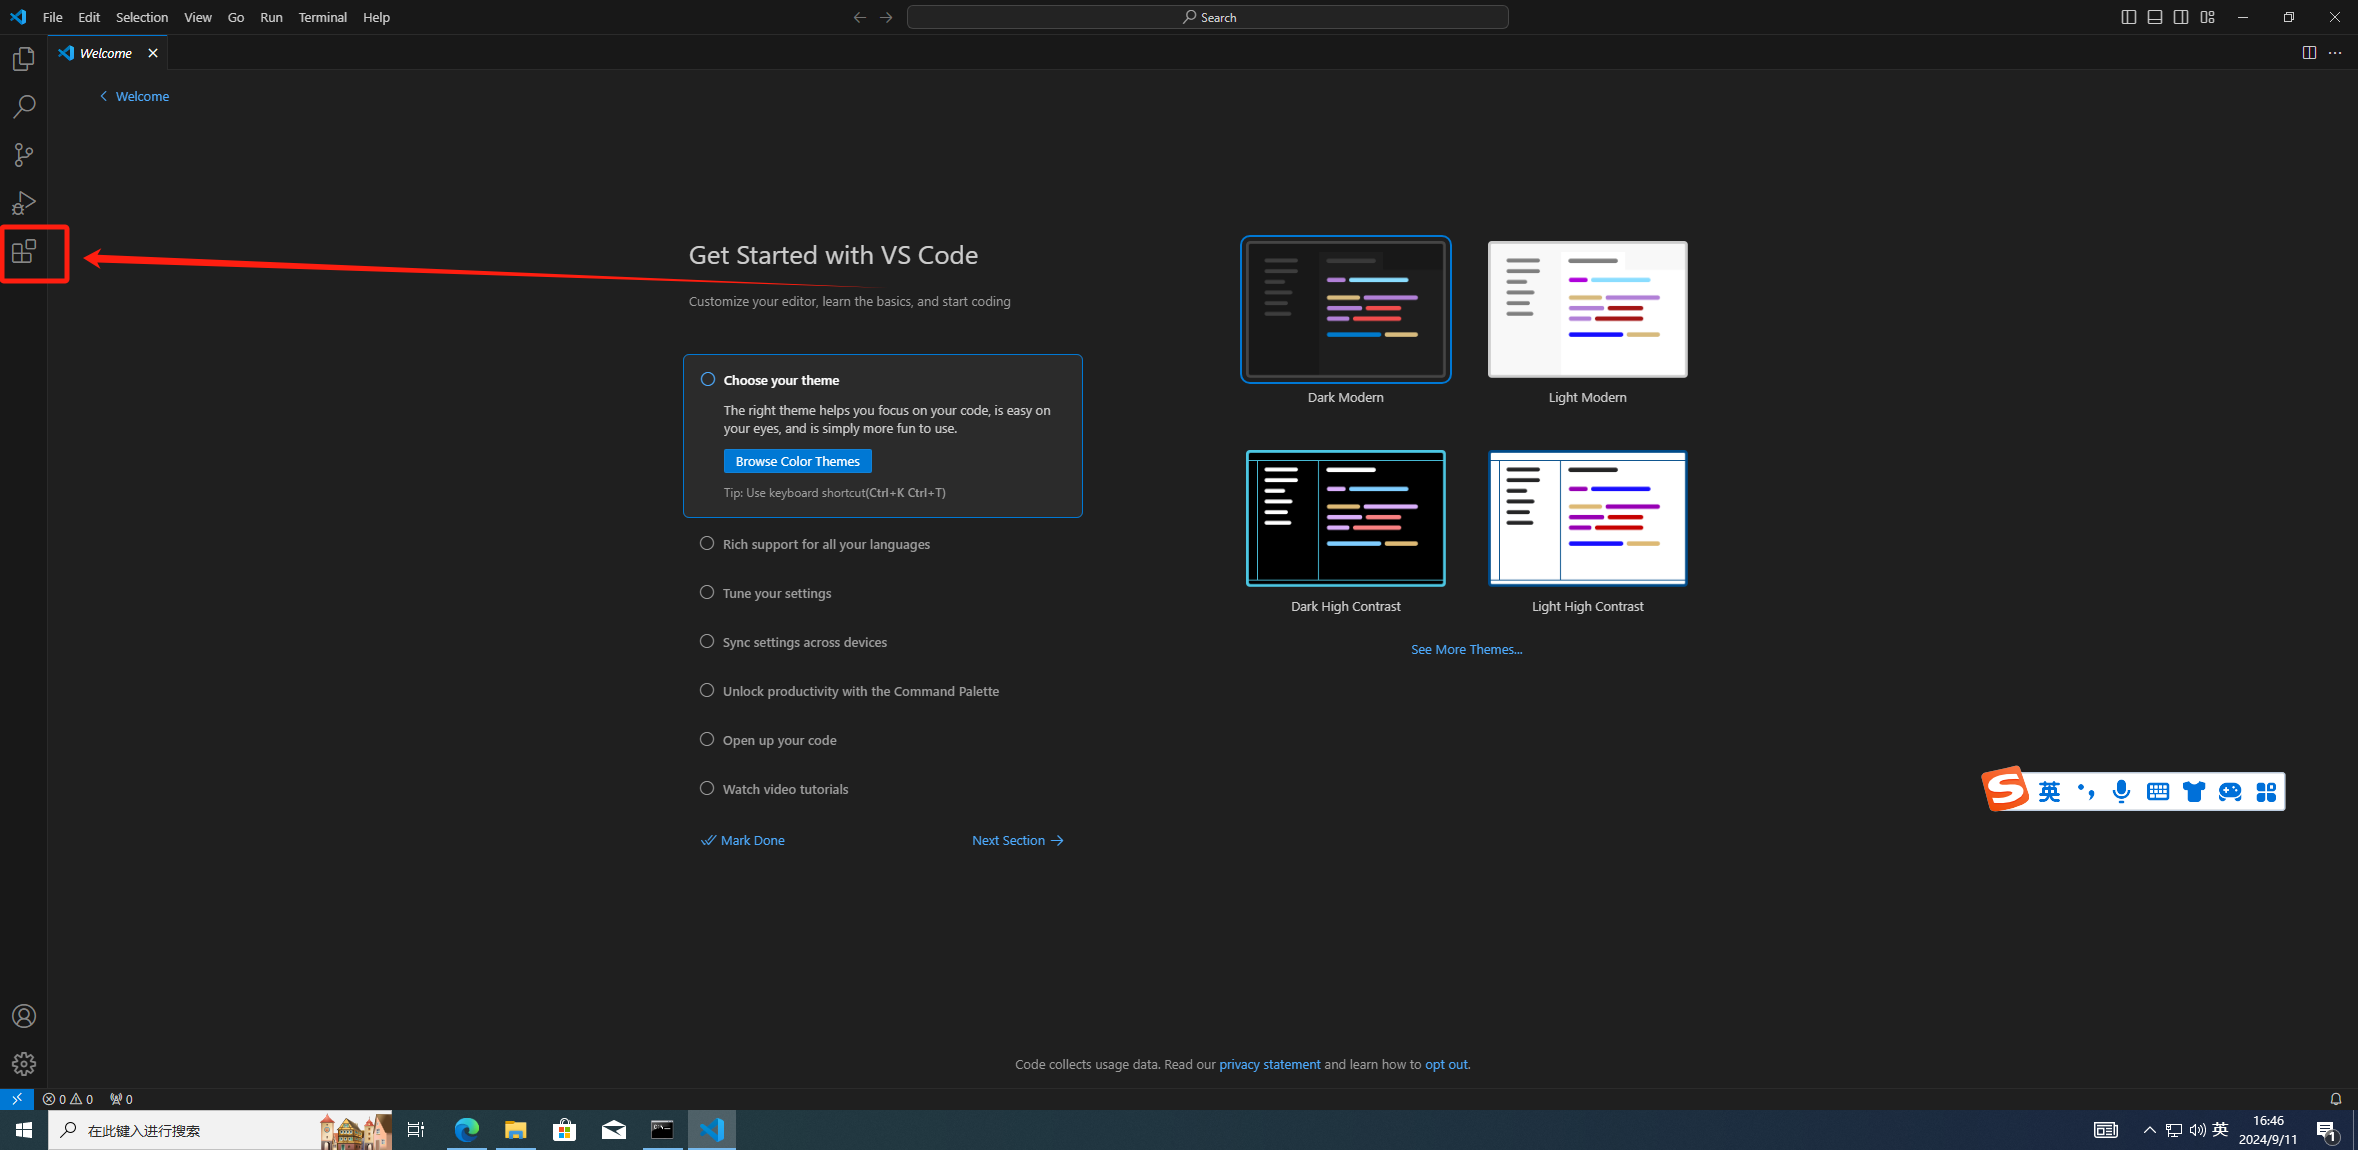 File Edit Selection View Go Run Terminal Help
Search
Welcome
Welcome
Get Started with VS Code
Customize your editor, learn the basics, and start coding
Choose your theme
The right theme helps you focus on your code, is easy on
your eyes, and is simply more fun to use.
Browse Color Themes
Tip: Use keyboard shortcut(Ctrl+K Ctrl+T)
Rich support for all your languages
Tune your settings
Sync settings across devices
Unlock productivity with the Command Palette
Open up your code
Watch video tutorials
Mark Done
Next Section
Dark Modern
Light Modern
Dark High Contrast
Light High Contrast
See More Themes...
S 英
Code collects usage data. Read our privacy statement and learn how to opt out.
0 0 0
在此键入进行搜索
英
16:46
2024/9/11
1